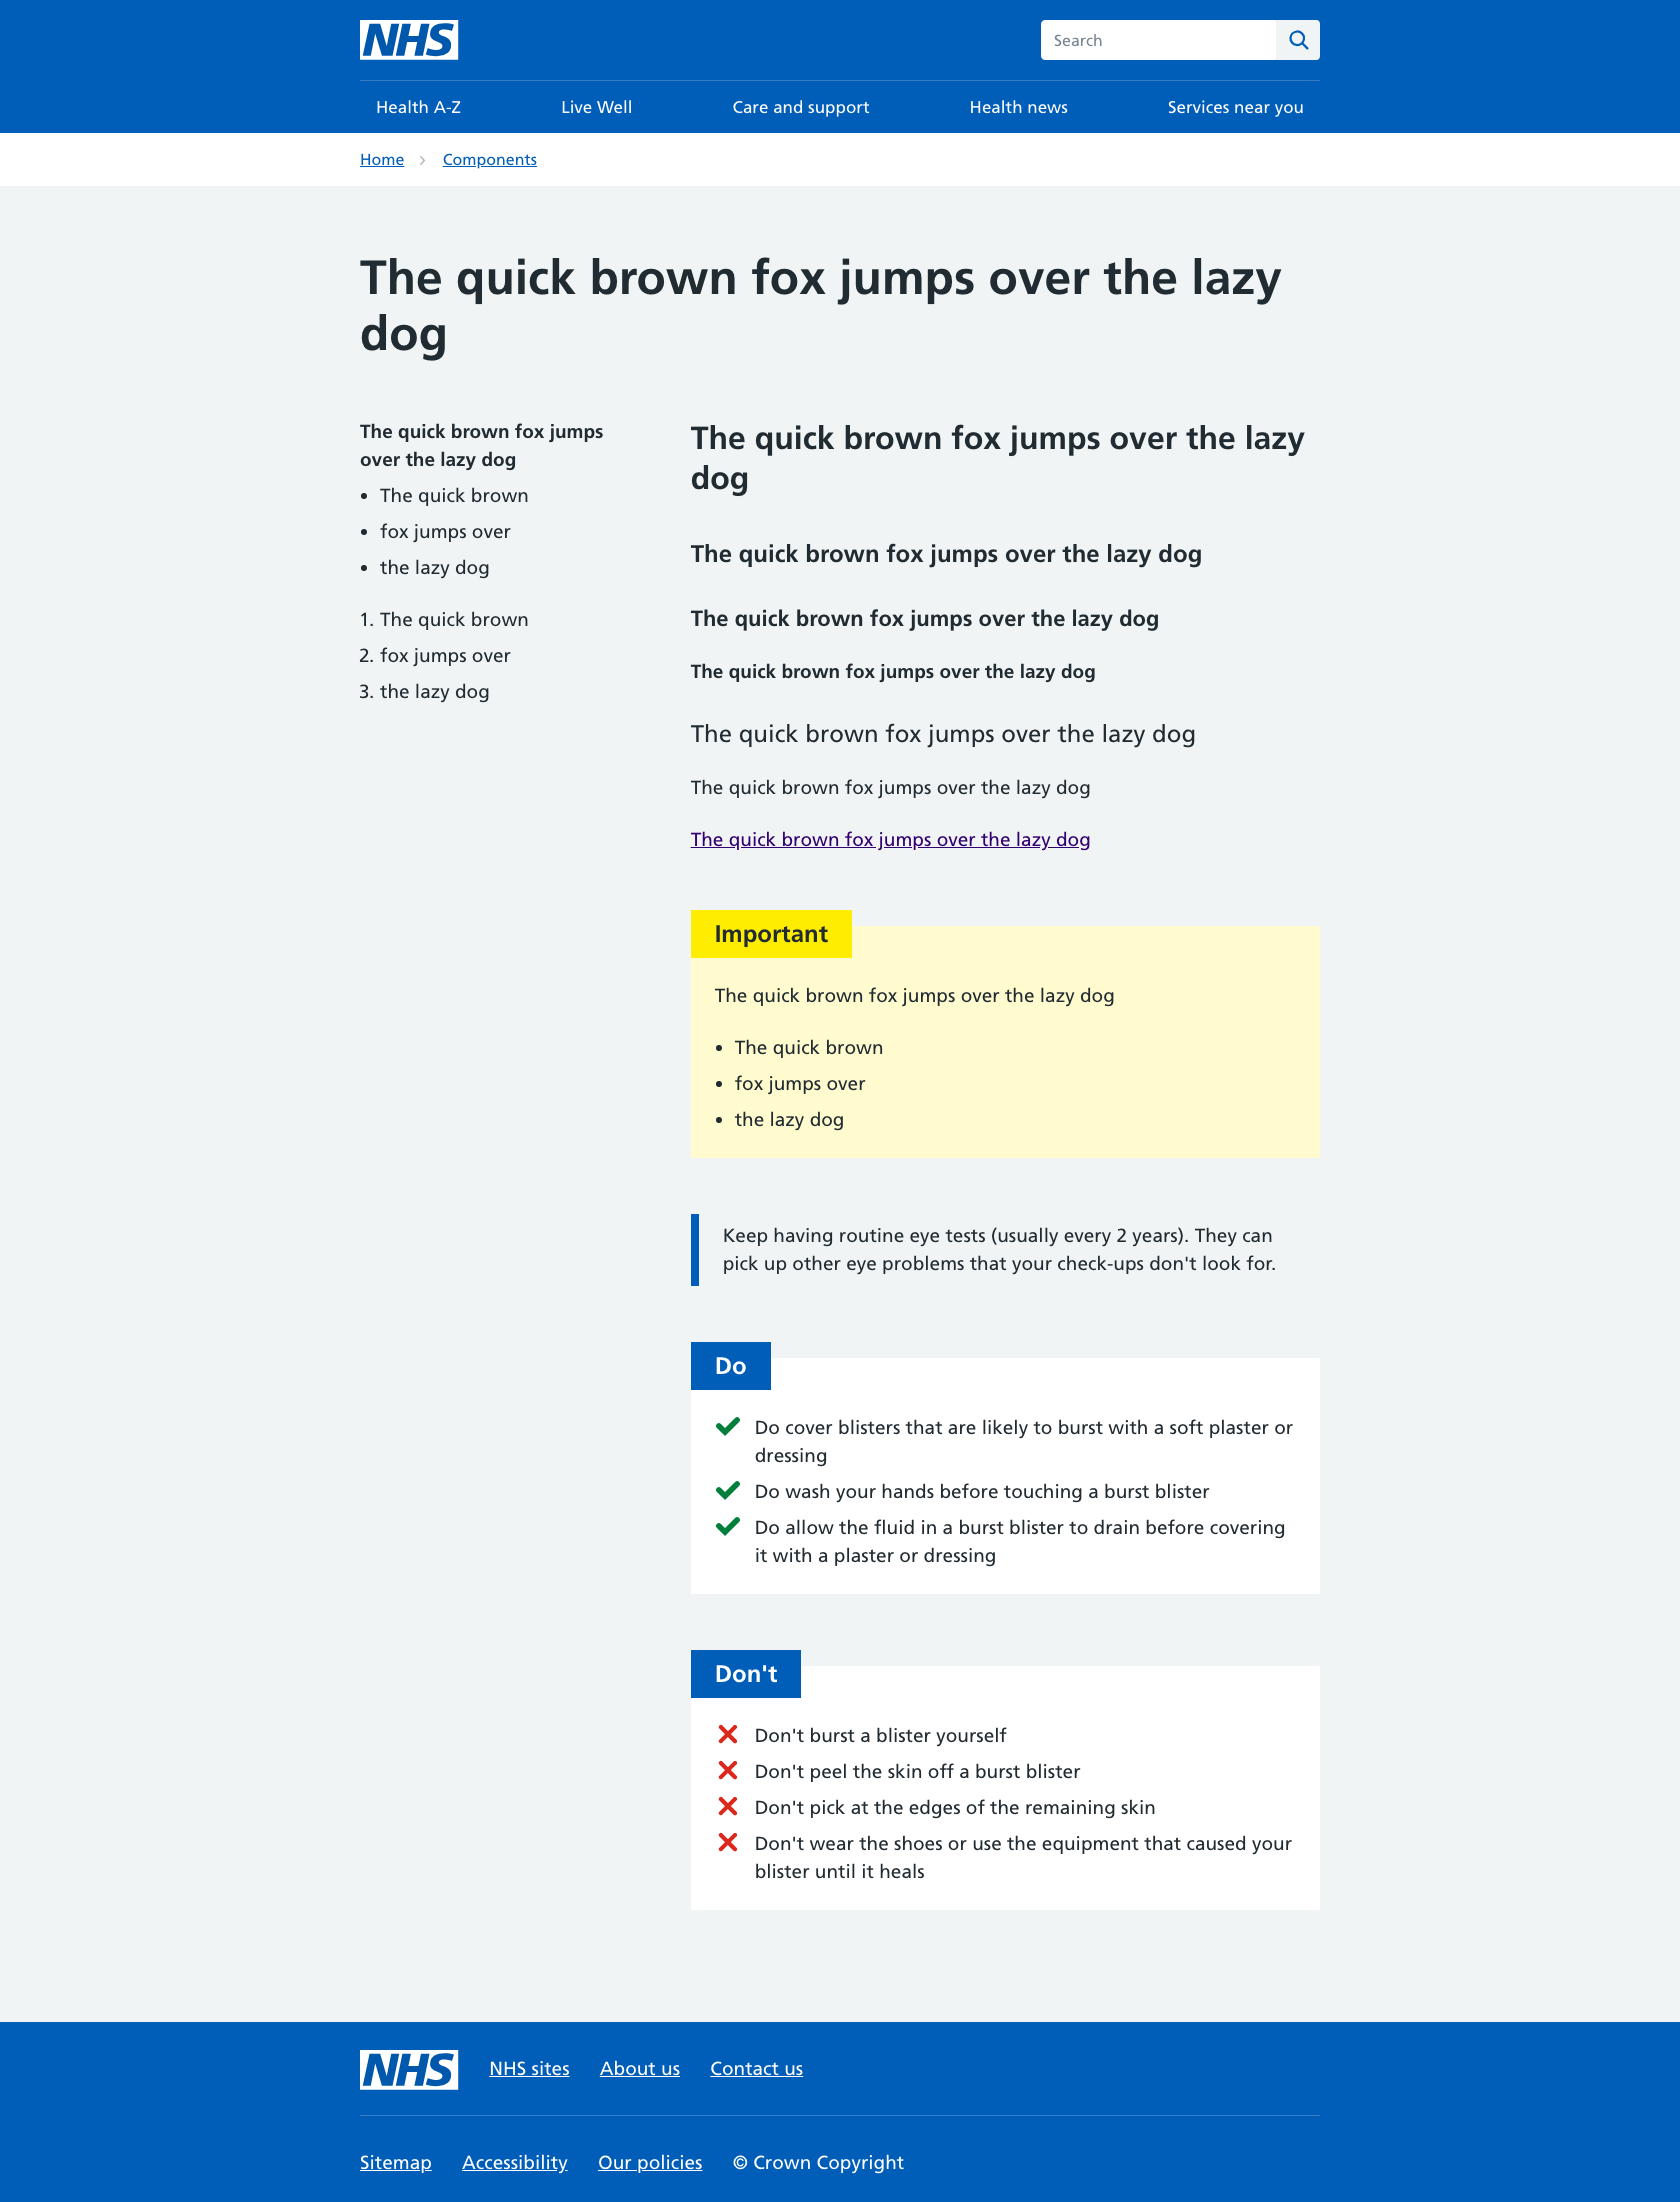 NHS
Search
Health A-Z
Live Well
Care and support
Health news
Services near you
Home
Components
The quick brown fox jumps over the lazy
dog
The quick brown fox jumps
over the lazy dog
• The quick brown
• fox jumps over
• the lazy dog
1. The quick brown
2. fox jumps over
3. the lazy dog
The quick brown fox jumps over the lazy
dog
The quick brown fox jumps over the lazy dog
The quick brown fox jumps over the lazy dog
The quick brown fox jumps over the lazy dog
The quick brown fox jumps over the lazy dog
The quick brown fox jumps over the lazy dog
The quick brown fox jumps over the lazy dog
Important
The quick brown fox jumps over the lazy dog
• The quick brown
• fox jumps over
• the lazy dog
Keep having routine eye tests (usually every 2 years). They can
pick up other eye problems that your check-ups don't look for.
Do
Do cover blisters that are likely to burst with a soft plaster or
dressing
Do wash your hands before touching a burst blister
Do allow the fluid in a burst blister to drain before covering
it with a plaster or dressing
Don't
Don't burst a blister yourself
Don't peel the skin off a burst blister
Don't pick at the edges of the remaining skin
Don't wear the shoes or use the equipment that caused your
blister until it heals
NHS
NHS sites
About us
Contact us
Sitemap
Accessibility
Our policies
© Crown Copyright